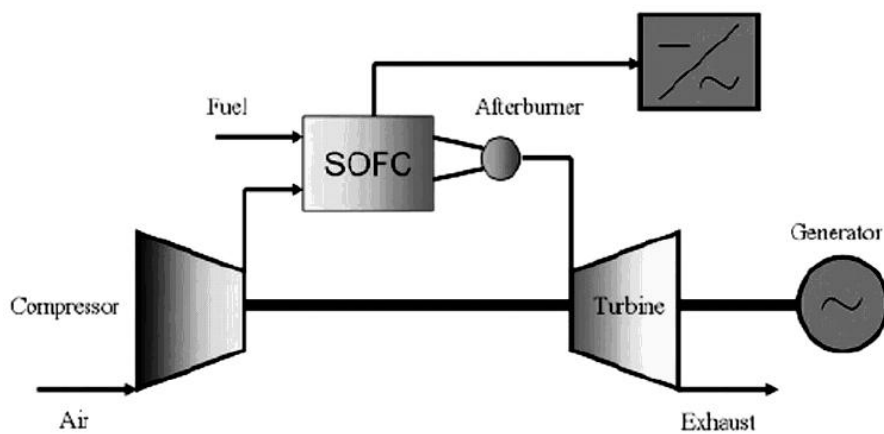 Fuel
Afterburner
SOFC
Generator
Compressor
Turbine
Air
Exhaust